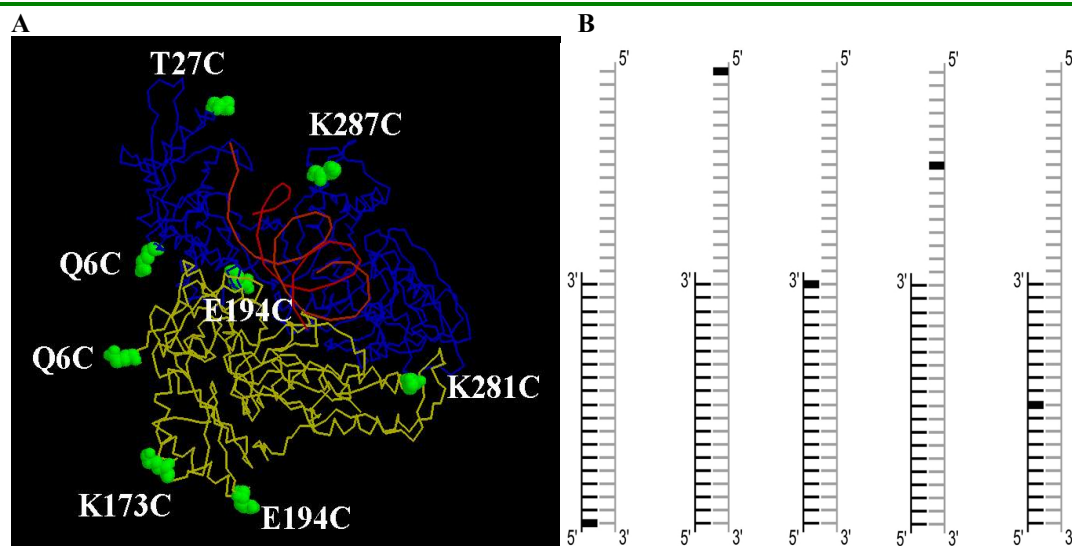 A B
T27C
K287C
Q6C
E194C
Q6C
K281C
K173C
E194C
5' 5' 5' 5' 5'
3' 3' 3' 3' 3'
5' 3' 5' 3' 5' 3' 5' 3' 5' 3'